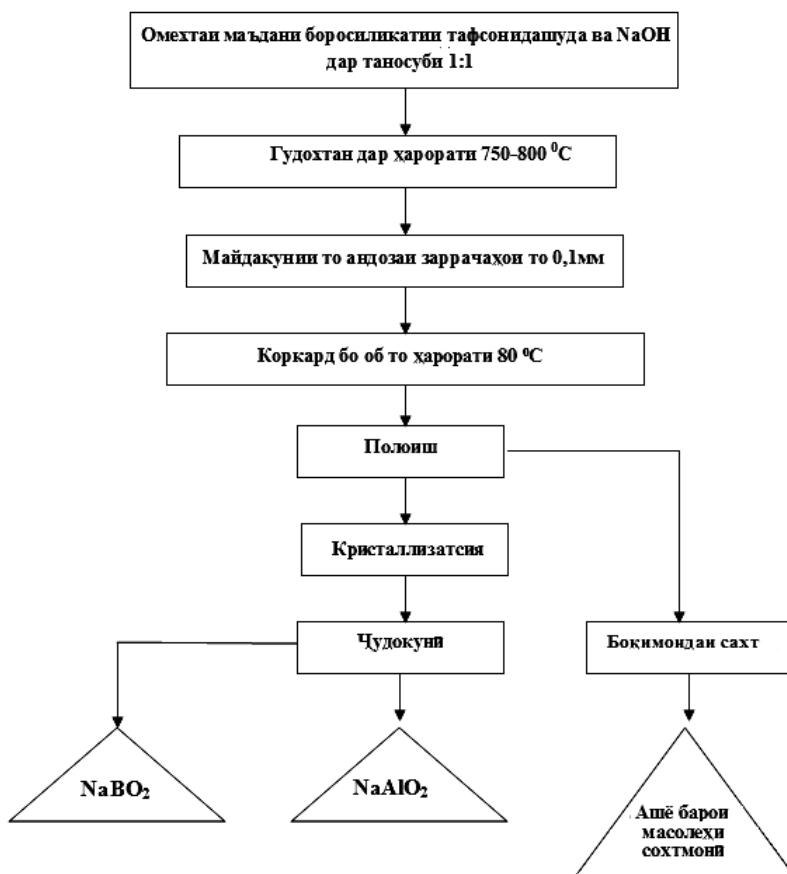 Омехтаи маъдани боросиликатии тафсонидашуда ва NaOH
дар таносуби 1:1
Гудохтан дар ҳарорати 750-800 ⁰С
Майдакунии то андозаи заррачаҳои то 0,1мм
Коркард бо об то ҳарорати 80 ⁰С
Полоиш
Кристаллизатсия
Ҷудокунӣ
Боқимондаи сахт
NaBO₂
NaAlO₂
Ашё барои
масолеҳи
сохтмонӣ